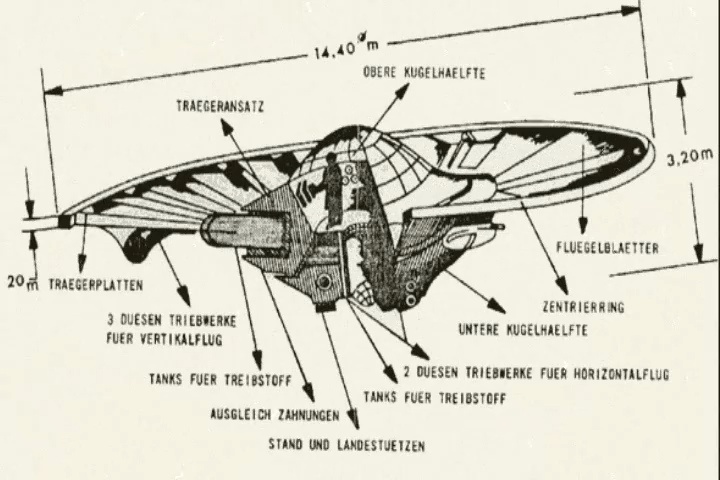 14,40 ø m
OBERE KUGELHAELFTE
TRAEGERANSATZ
3,20m
FLUEGELBLAETTER
20 m
TRAEGERPLATTEN
ZENTRIERRING
3 DUESEN TRIEBWERKE
FUER VERTIKALFLUG
UNTERE KUGELHAELFTE
TANKS FUER TREIBSTOFF
2 DUESEN TRIEBWERKE FUER HORIZONTALFLUG
TANKS FUER TREIBSTOFF
AUSGLEICH ZAHNUNGEN
STAND UND LANDESTUETZEN